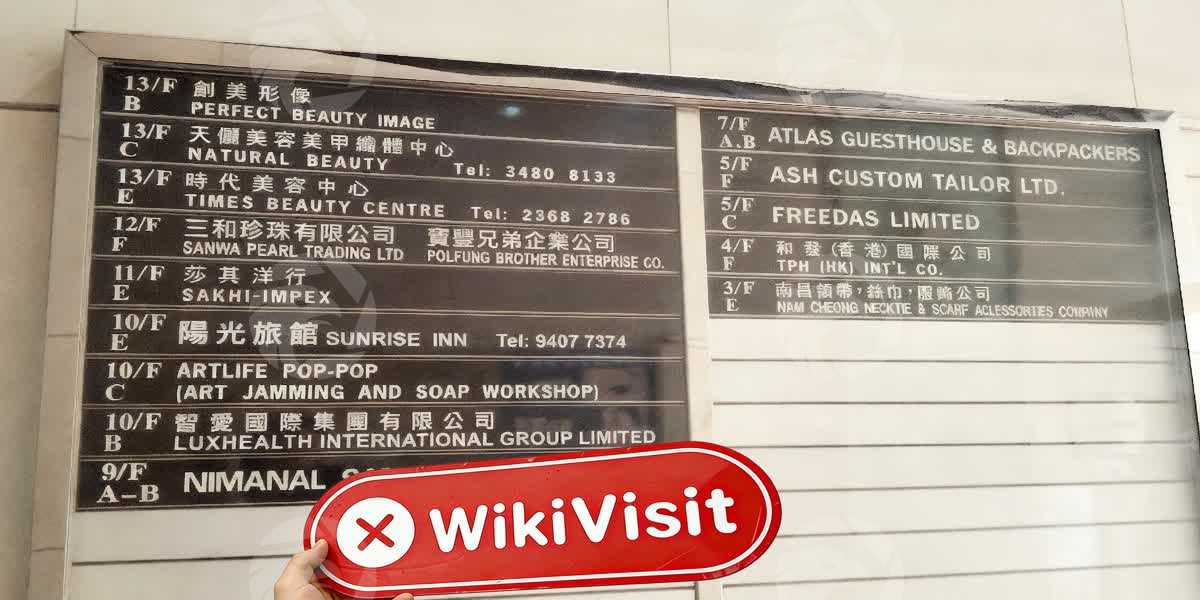 13/F 創美形像
B PERFECT BEAUTY IMAGE
13/F 天儷美容美甲纖體中心
C NATURAL BEAUTY Tel: 3480 8133
13/F 時代美容中心
E TIMES BEAUTY CENTRE Tel: 2368 2786
12/F 三和珍珠有限公司 寶豐兄弟企業公司
F SANWA PEARL TRADING LTD POLFUNG BROTHER ENTERPRISE CO.
11/F 莎其洋行
E SAKHI-IMPEX
10/F 陽光旅館 SUNRISE INN Tel: 9407 7374
E
10/F ARTLIFE POP-POP
C (ART JAMMING AND SOAP WORKSHOP)
10/F 智愛國際集團有限公司
B LUXHEALTH INTERNATIONAL GROUP LIMITED
9/F NIMANAL
A-B
7/F ATLAS GUESTHOUSE & BACKPACKERS
A.B
5/F ASH CUSTOM TAILOR LTD.
F
5/F FREEDAS LIMITED
C
4/F 和發(香港)國際公司
F TPH (HK) INT'L CO.
3/F 南昌領帶,絲巾,服飾公司
E NAM CHEONG NECKTIE & SCARF ACLESSORTIES COMPANY
WikiVisit